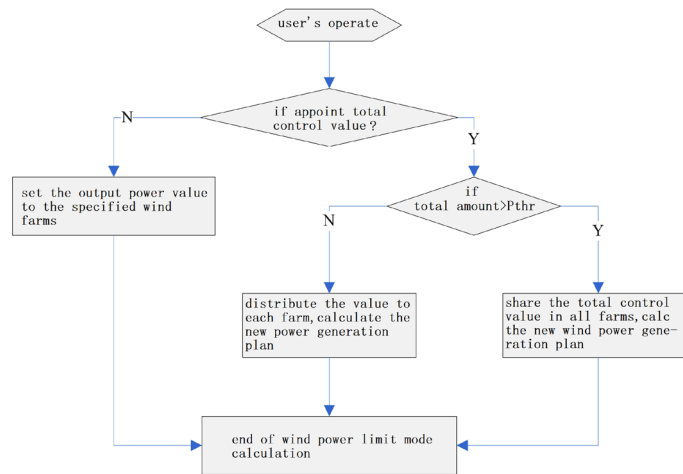 user's operate
if appoint total
control value?
N
Y
set the output power value
to the specified wind
farms
if
total amount>Pthr
N
Y
distribute the value to
each farm,calculate the
new power generation
plan
share the total control
value in all farms,calc
the new wind power gene-
ration plan
end of wind power limit mode
calculation